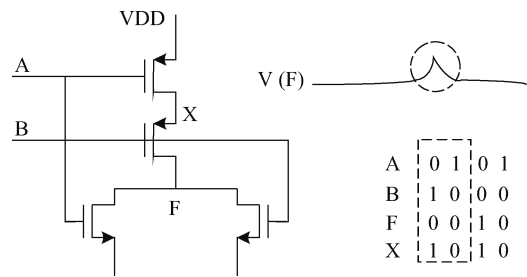 VDD
A
X
V (F)
B
F
A 0 1 0 1
B 1 0 0 0
F 0 0 1 0
X 1 0 1 0